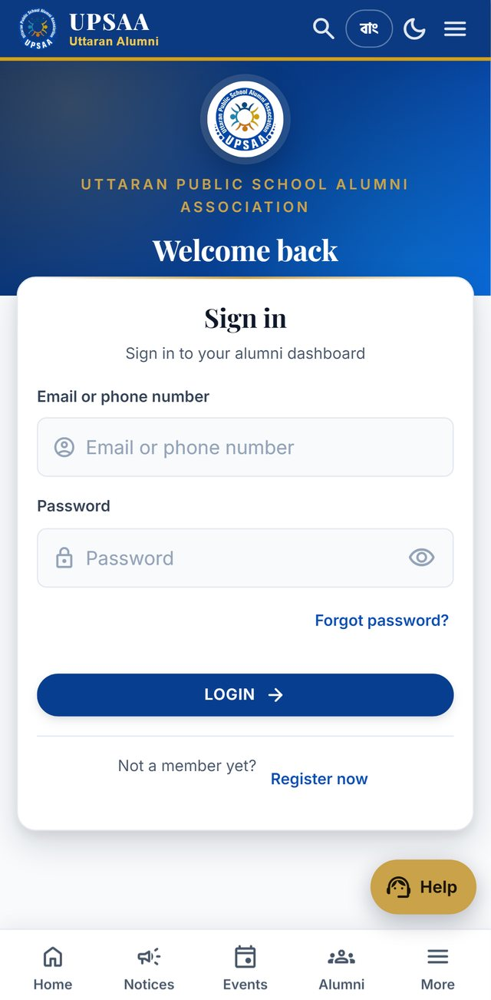 Uttaran Public School Alumni Association
UPSAA
UPSAA
Uttaran Alumni
বাং
Uttaran Public School Alumni Association
UPSAA
UTTARAN PUBLIC SCHOOL ALUMNI
ASSOCIATION
Welcome back
Sign in
Sign in to your alumni dashboard
Email or phone number
Email or phone number
Password
Password
Forgot password?
LOGIN
Not a member yet?
Register now
Help
Home
Notices
Events
Alumni
More